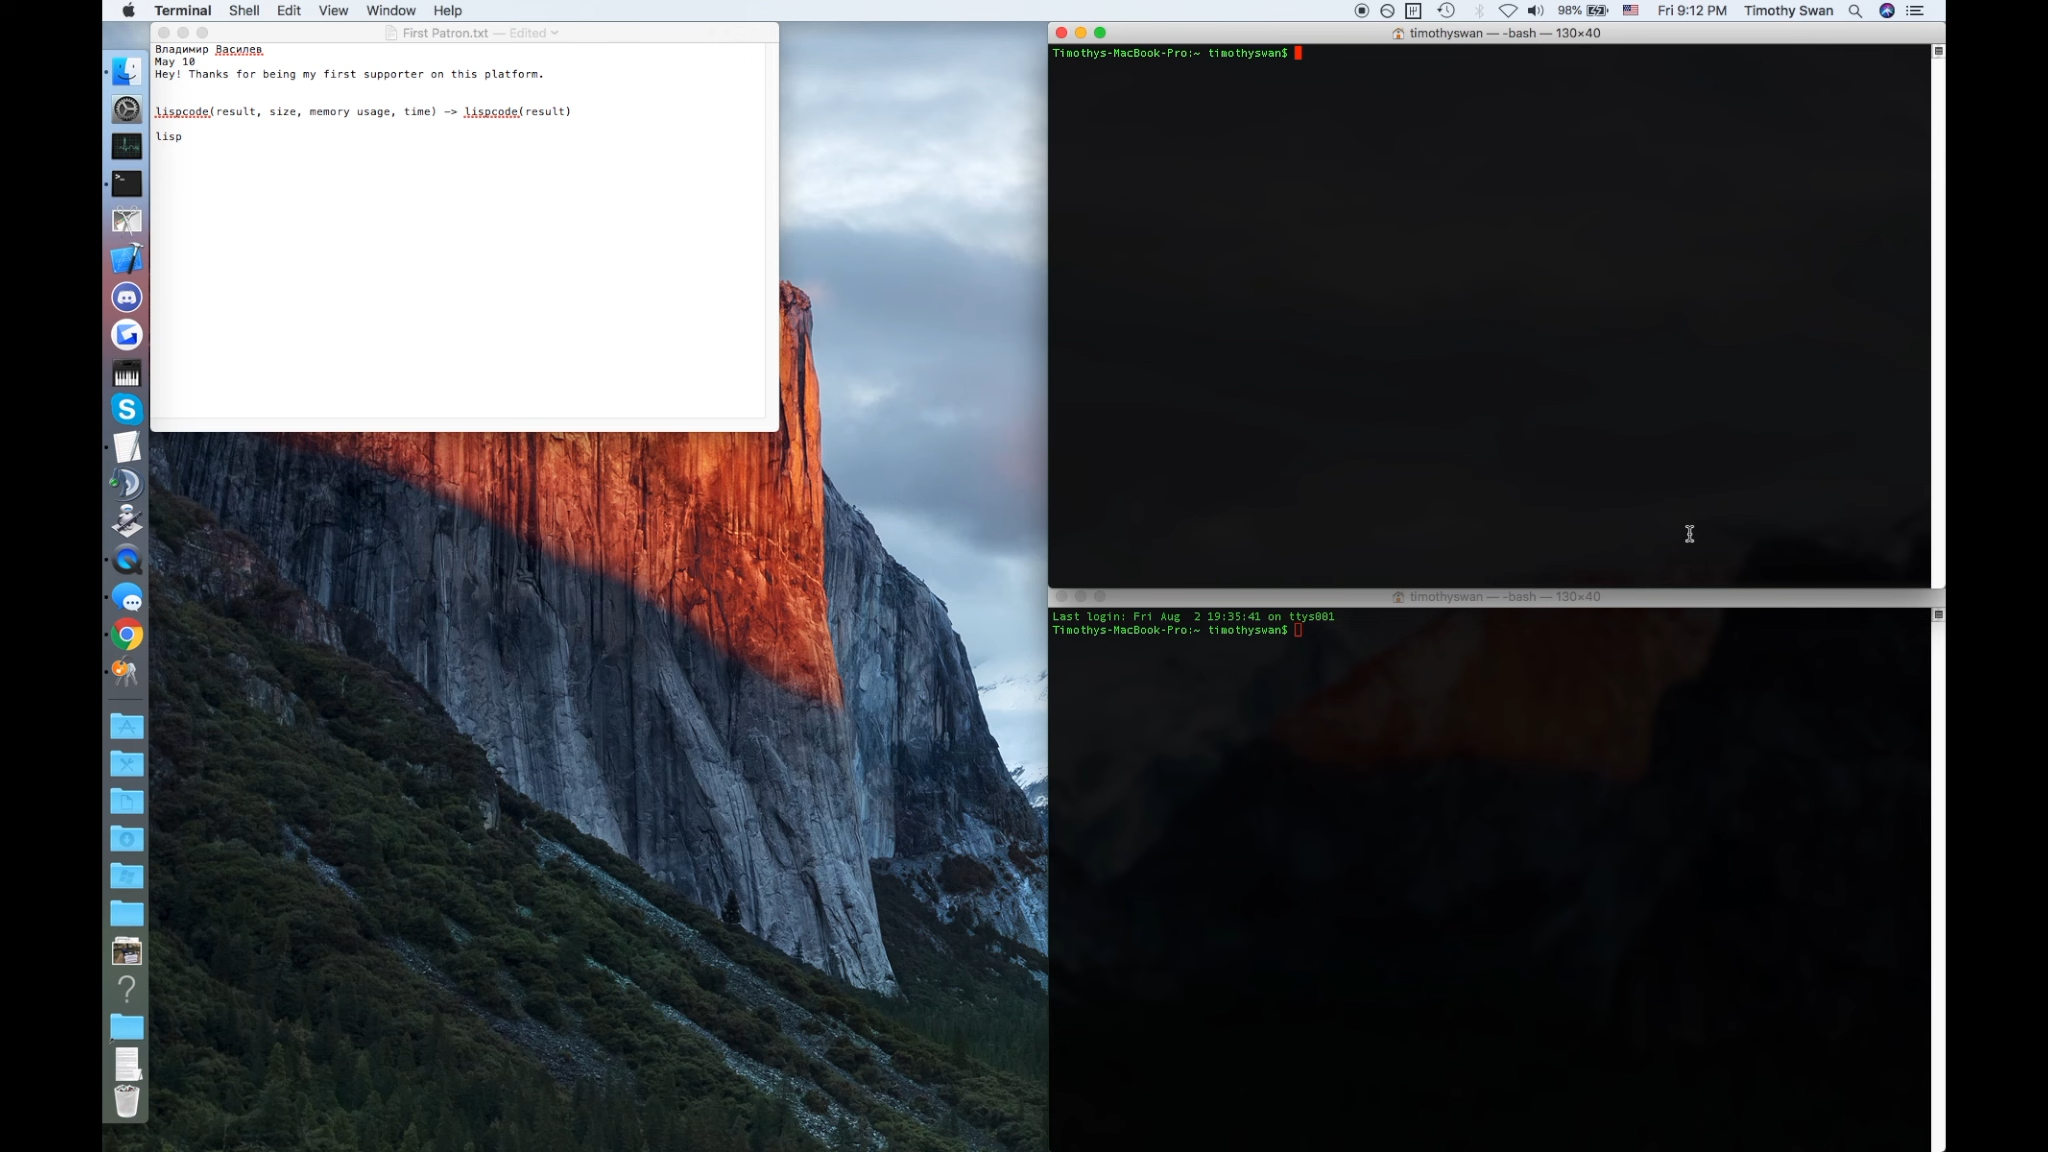 Terminal Shell Edit View Window Help
98% Fri 9:12 PM Timothy Swan
First Patron.txt — Edited
Владимир Василев
May 10
Hey! Thanks for being my first supporter on this platform.
lispcode(result, size, memory usage, time) -> lispcode(result)
lisp
timothyswan — -bash — 130×40
Timothys-MacBook-Pro:~ timothyswan$
timothyswan — -bash — 130×40
Last login: Fri Aug  2 19:35:41 on ttys001
Timothys-MacBook-Pro:~ timothyswan$